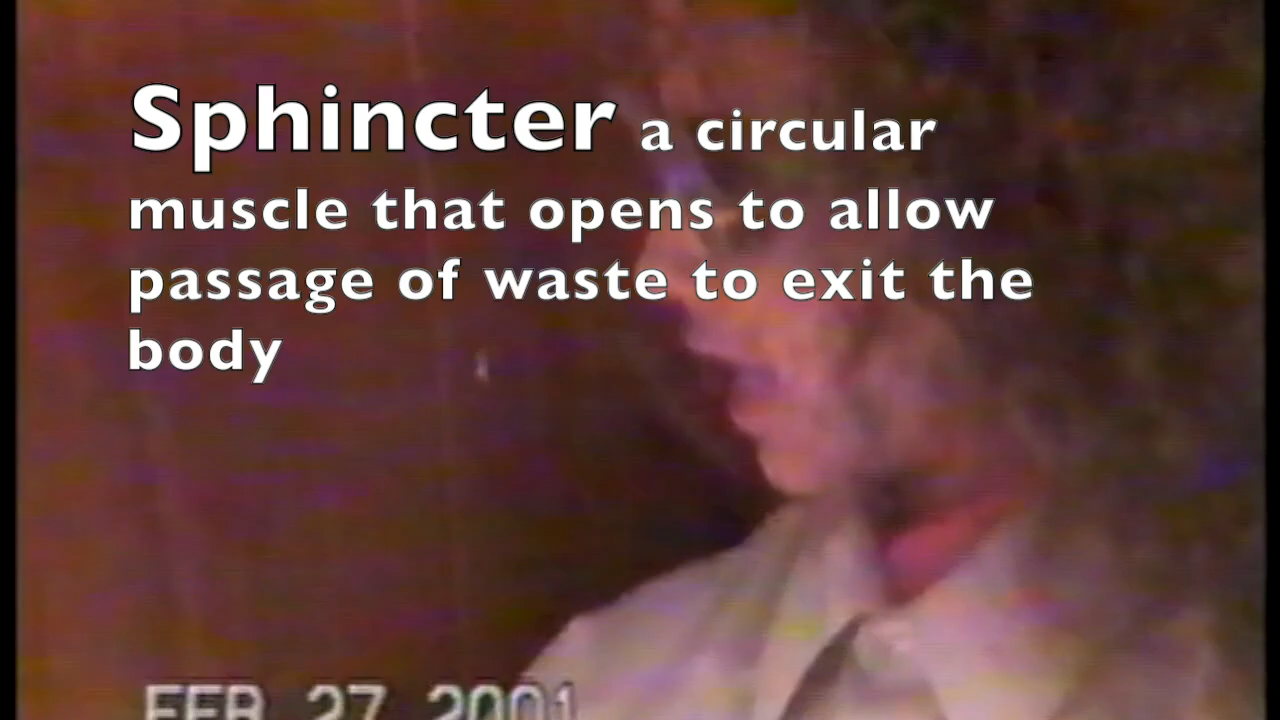 Sphincter a circular
muscle that opens to allow
passage of waste to exit the
body
FEB 27 2001